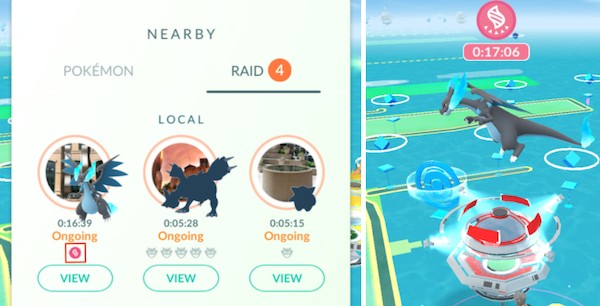 NEARBY
POKÉMON
RAID 4
LOCAL
0:16:39
Ongoing
VIEW
0:05:28
Ongoing
VIEW
0:05:15
Ongoing
VIEW
0:17:06